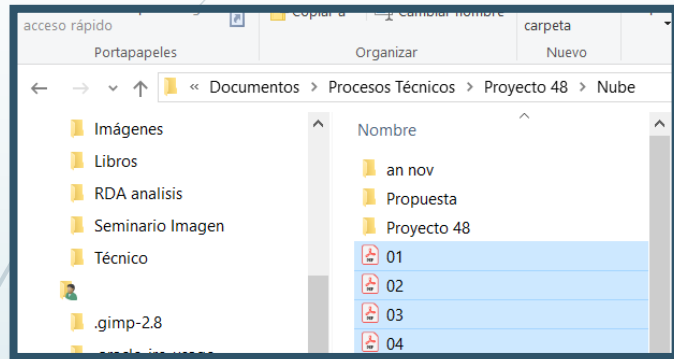 acceso rápido
Copiar a
Cambiar nombre
carpeta
Portapapeles
Organizar
Nuevo
« Documentos > Procesos Técnicos > Proyecto 48 > Nube
Imágenes
Libros
RDA analisis
Seminario Imagen
Técnico
.gimp-2.8
Nombre
an nov
Propuesta
Proyecto 48
01
02
03
04